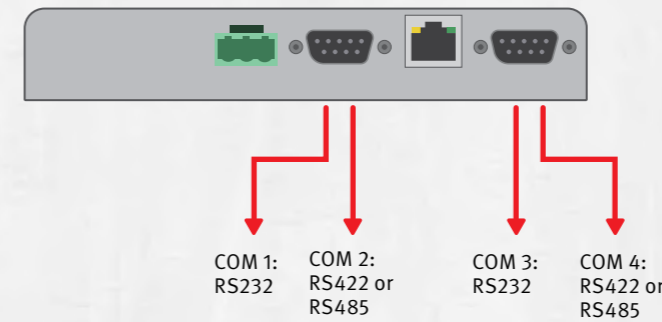 COM 1:
RS232
COM 2:
RS422 or
RS485
COM 3:
RS232
COM 4:
RS422 or
RS485